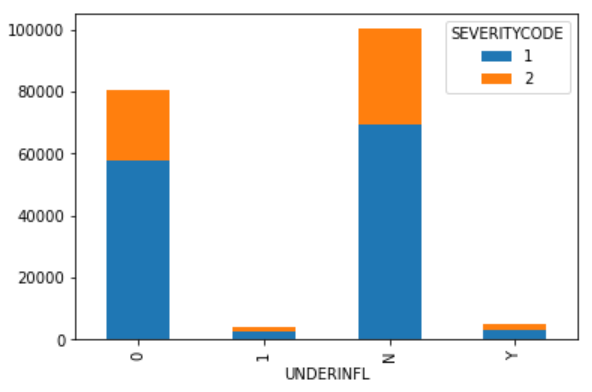 SEVERITYCODE
1
2
100000
80000
60000
40000
20000
0
0
1
N
Y
UNDERINFL